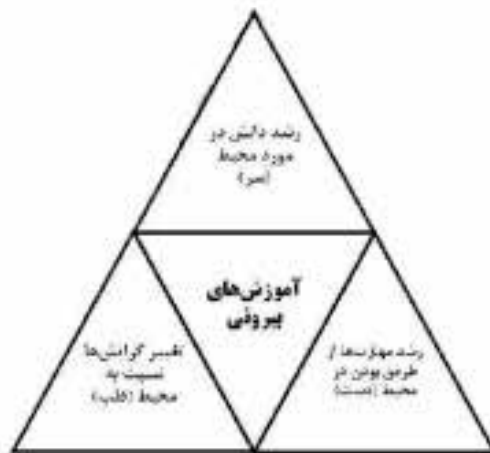 رشد دانش در
مورد محیط
(سر)
آموزش‌های
بیرونی
تغییر گرایش‌ها
نسبت به
محیط (قلب)
رشد مهارت‌ها از
طریق بودن در
محیط (دست)